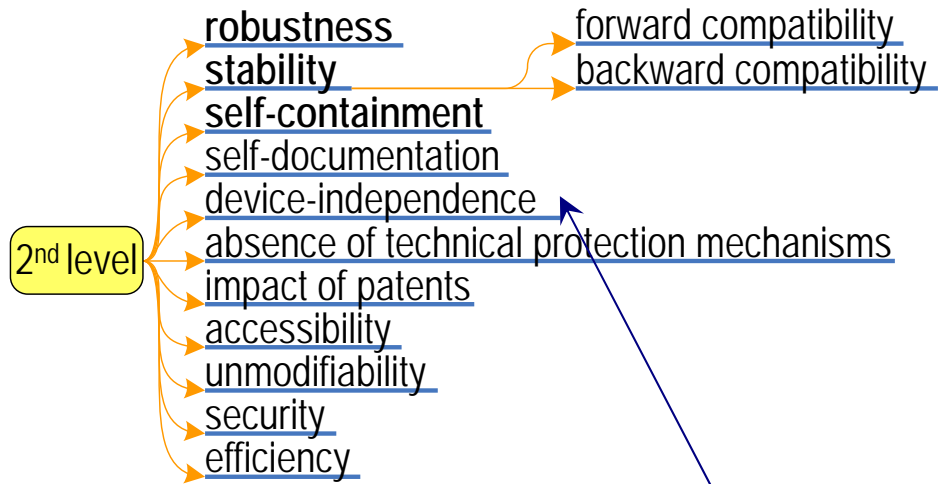 robustness
forward compatibility
stability
backward compatibility
self-containment
self-documentation
device-independence
2nd level
absence of technical protection mechanisms
impact of patents
accessibility
unmodifiability
security
efficiency